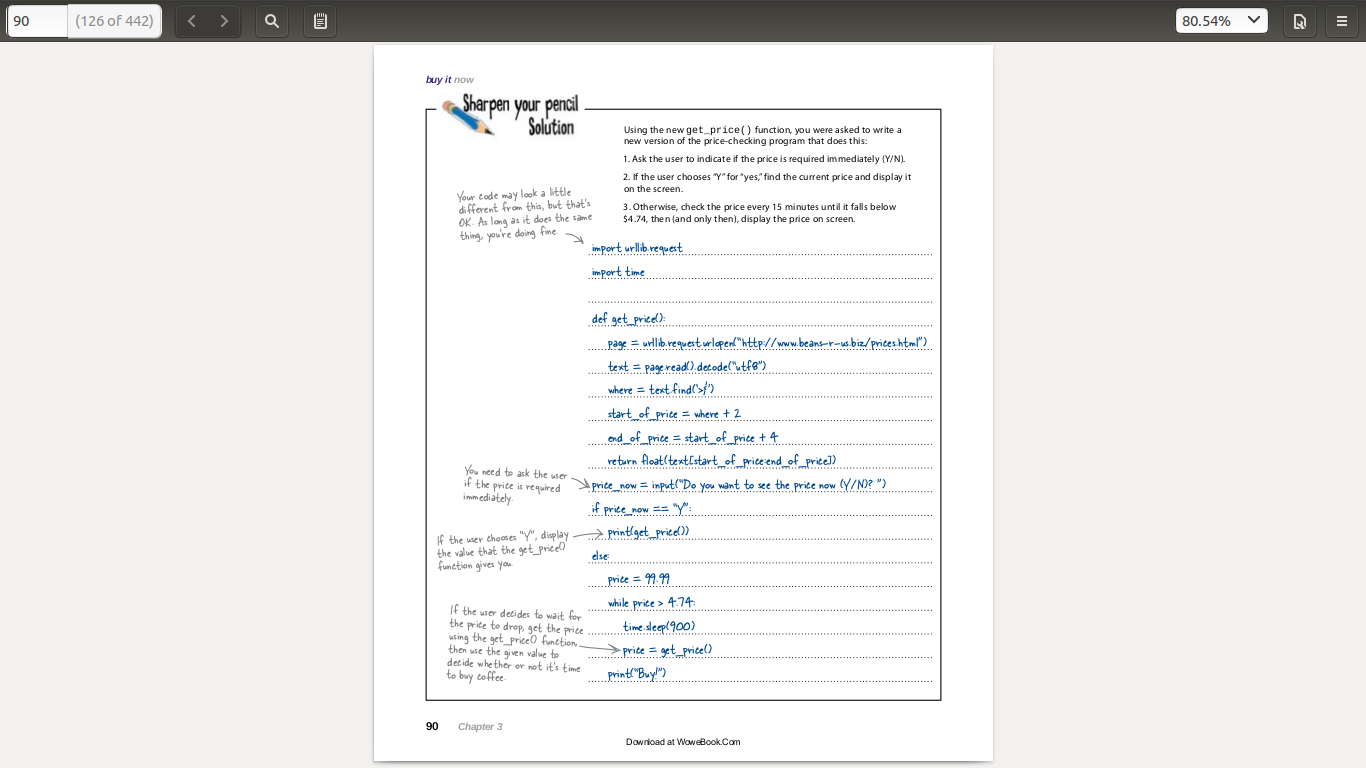 90
(126 of 442)
80.54%
buy it now
Sharpen your pencil
Solution
Using the new get_price() function, you were asked to write a
new version of the price-checking program that does this:
1. Ask the user to indicate if the price is required immediately (Y/N).
2. If the user chooses “Y” for “yes,” find the current price and display it
on the screen.
3. Otherwise, check the price every 15 minutes until it falls below
$4.74, then (and only then), display the price on screen.
Your code may look a little
different from this, but that's
OK. As long as it does the same
thing, you're doing fine.
import urllib.request
import time
def get_price():
page = urllib.request.urlopen("http://www.beans-r-us.biz/prices.html")
text = page.read().decode("utf8")
where = text.find('>$')
start_of_price = where + 2
end_of_price = start_of_price + 4
return float(text[start_of_price:end_of_price])
You need to ask the user
if the price is required
immediately.
price_now = input("Do you want to see the price now (Y/N)? ")
if price_now == "Y":
print(get_price())
If the user chooses "Y", display
the value that the get_price()
function gives you.
else:
price = 99.99
while price > 4.74:
time.sleep(900)
price = get_price()
print("Buy!")
If the user decides to wait for
the price to drop, get the price
using the get_price() function,
then use the given value to
decide whether or not it's time
to buy coffee.
90 Chapter 3
Download at WoweBook.Com